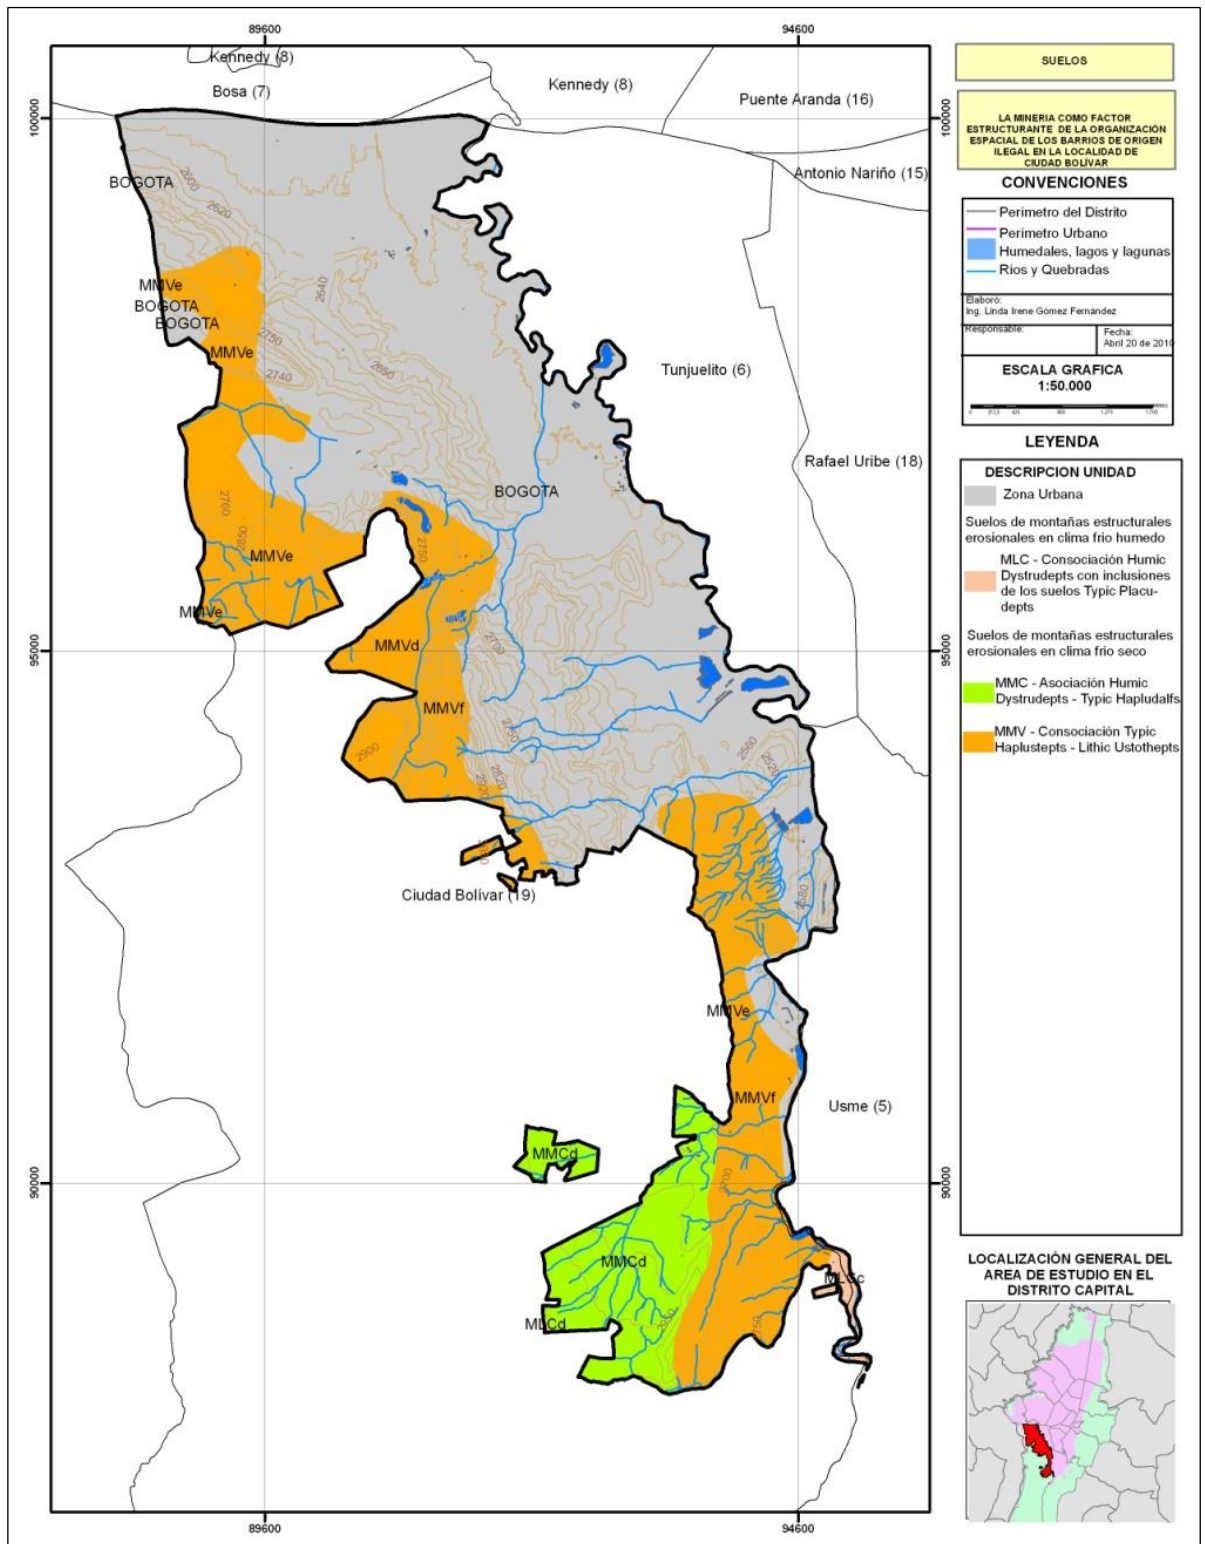 89600
94600
Kennedy (8)
Bosa (7)
Kennedy (8)
Puente Aranda (16)
100000
100000
Antonio Nariño (15)
BOGOTA
2600
2620
MMVe
BOGOTA
BOGOTA
2640
2750
MMVe
2740
2650
Tunjuelito (6)
Rafael Uribe (18)
BOGOTA
2760
2750
MMVe
MMVe
95000
95000
MMVd
2700
MMVf
2750
2900
2820
2920
2560
2520
2680
Ciudad Bolívar (19)
MMVe
MMVf
Usme (5)
MMCd
2700
90000
90000
MMCd
MLCc
MLCd
2950
2750
89600
94600
SUELOS
LA MINERIA COMO FACTOR
ESTRUCTURANTE DE LA ORGANIZACIÓN
ESPACIAL DE LOS BARRIOS DE ORIGEN
ILEGAL EN LA LOCALIDAD DE
CIUDAD BOLÍVAR
CONVENCIONES
Perimetro del Distrito
Perimetro Urbano
Humedales, lagos y lagunas
Rios y Quebradas
Elaboró:
Ing. Linda Irene Gómez Fernández
Responsable:
Fecha:
Abril 20 de 2010
ESCALA GRAFICA
1:50.000
LEYENDA
DESCRIPCION UNIDAD
Zona Urbana
Suelos de montañas estructurales
erosionales en clima frio humedo
MLC - Consociación Humic
Dystrudepts con inclusiones
de los suelos Typic Placu-
depts
Suelos de montañas estructurales
erosionales en clima frio seco
MMC - Asociación Humic
Dystrudepts - Typic Hapludalfs
MMV - Consociación Typic
Haplustepts - Lithic Ustothepts
LOCALIZACIÓN GENERAL DEL
AREA DE ESTUDIO EN EL
DISTRITO CAPITAL